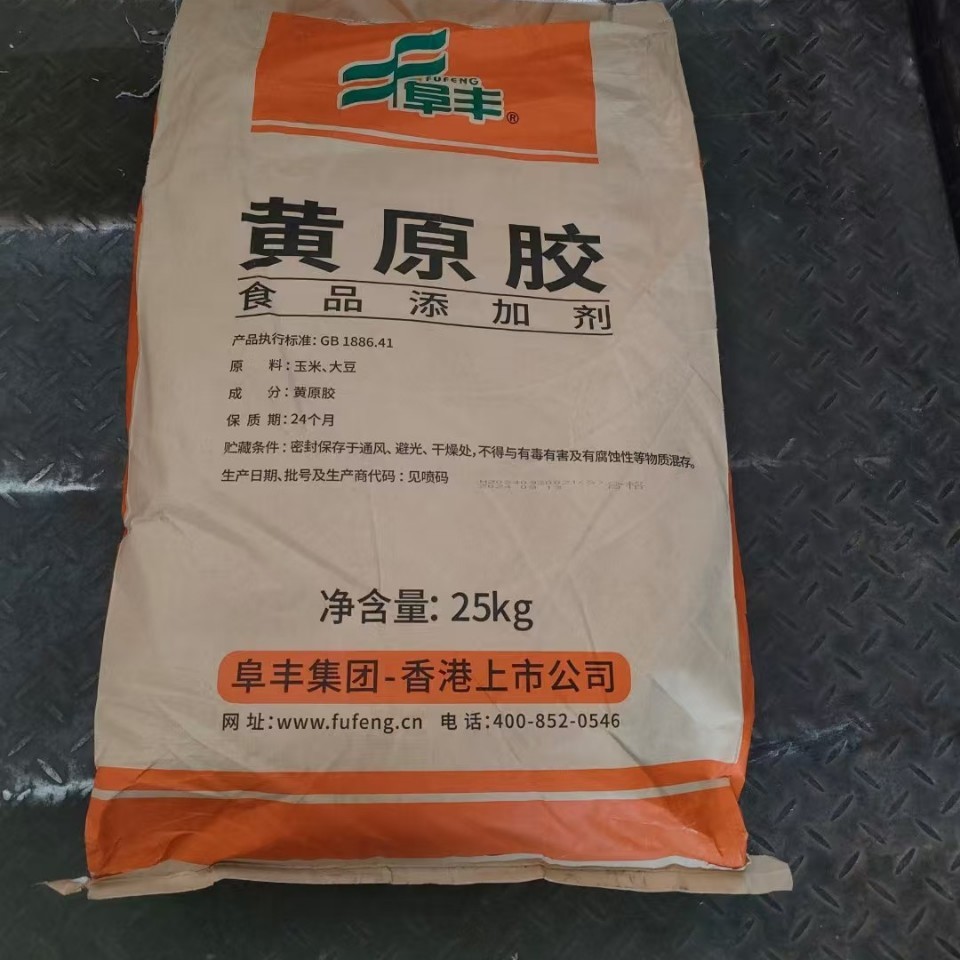 FUFENG
阜丰®
黄原胶
食品添加剂
产品执行标准：GB 1886.41
原料：玉米、大豆
成分：黄原胶
保质期：24个月
贮藏条件：密封保存于通风、避光、干燥处，不得与有毒有害及有腐蚀性等物质混存。
生产日期、批号及生产商代码：见喷码
净含量：25kg
阜丰集团-香港上市公司
网址：www.fufeng.cn 电话：400-852-0546